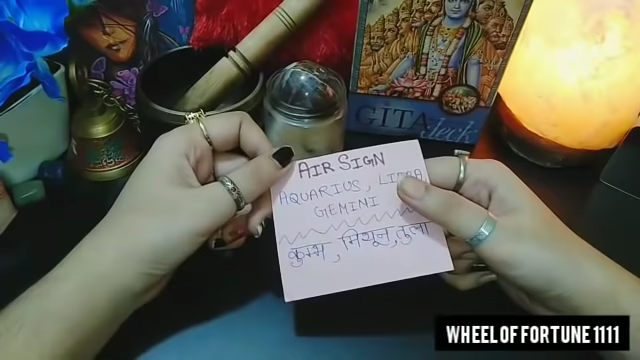 AIR SIGN
AQUARIUS, LIBRA
GEMINI
कुम्भ, मिथून, तुला
GITA
deck
WHEEL OF FORTUNE 1111